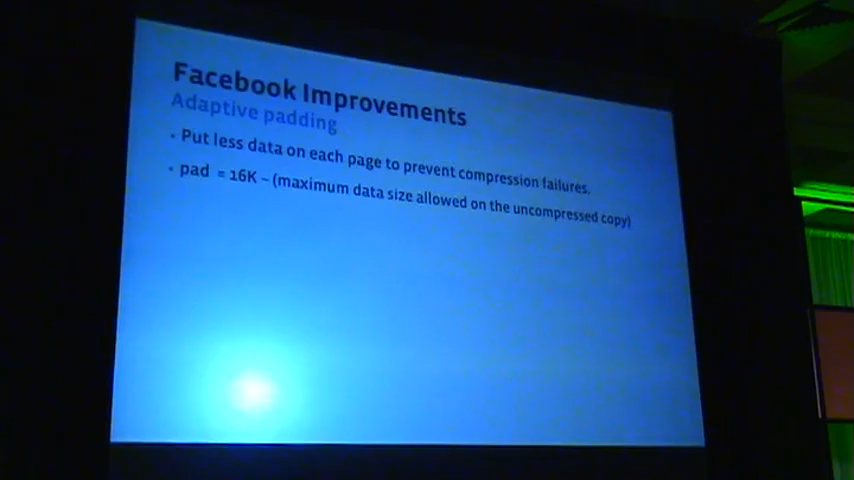 Facebook Improvements
Adaptive padding
• Put less data on each page to prevent compression failures.
• pad = 16K – (maximum data size allowed on the uncompressed copy)